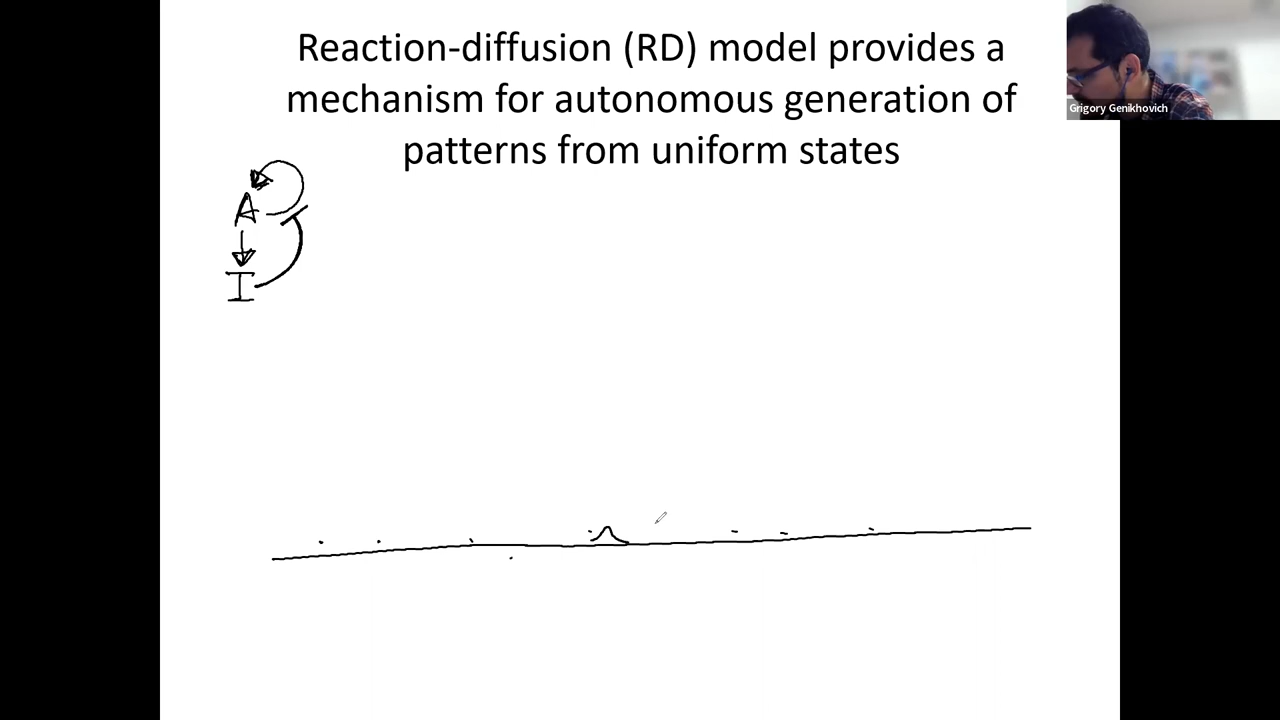 Reaction-diffusion (RD) model provides a
mechanism for autonomous generation of
patterns from uniform states
Grigory Genikhovich
A
I